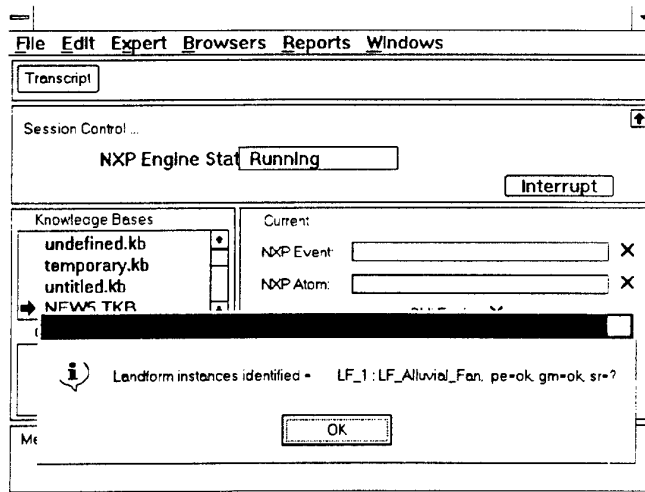 File Edit Expert Browsers Reports Windows
Transcript
Session Control ...
NXP Engine Stat Running
Interrupt
Knowledge Bases
undefined.kb
temporary.kb
untitled.kb
NEWS.TKB
Current
NXP Event:
NXP Atom:
Landform instances identified = LF_1 : LF_Alluvial_Fan, pe=ok, gm=ok, sr=?
OK
Me